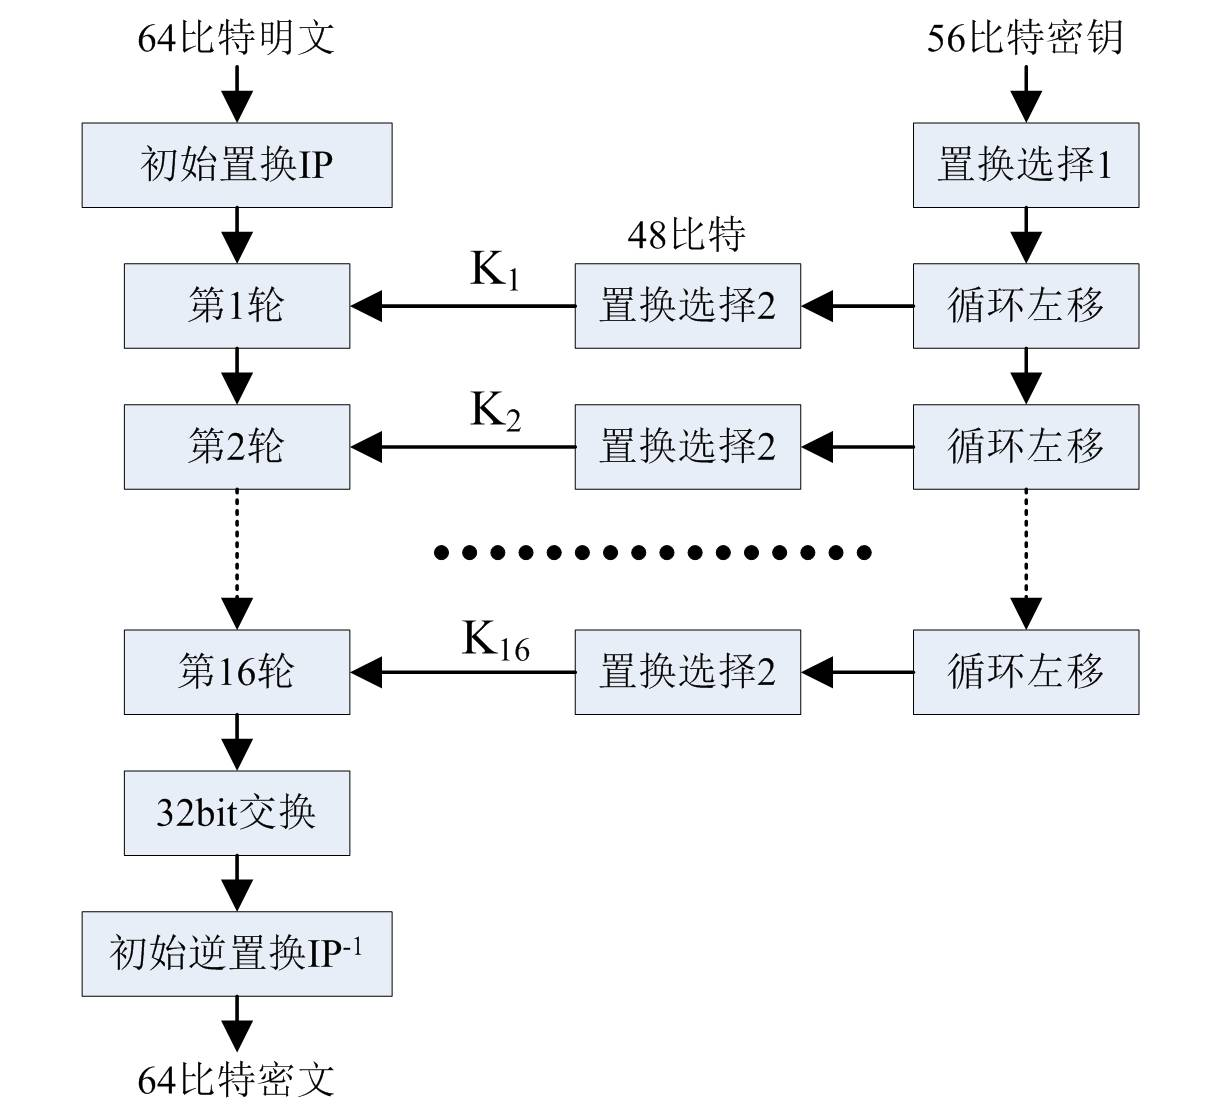 64比特明文
56比特密钥
初始置换IP
置换选择1
48比特
K1
第1轮
置换选择2
循环左移
K2
第2轮
置换选择2
循环左移
K16
第16轮
置换选择2
循环左移
32bit交换
初始逆置换IP-1
64比特密文